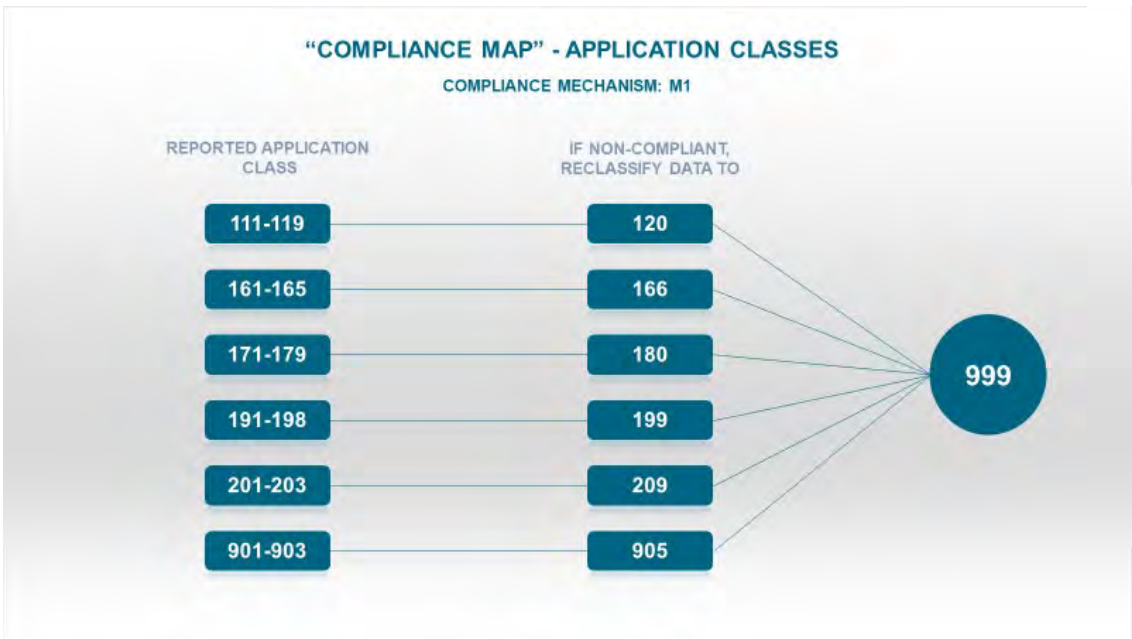 “COMPLIANCE MAP” - APPLICATION CLASSES
COMPLIANCE MECHANISM: M1
REPORTED APPLICATION
CLASS
IF NON-COMPLIANT,
RECLASSIFY DATA TO
111-119
120
161-165
166
171-179
180
999
191-198
199
201-203
209
901-903
905